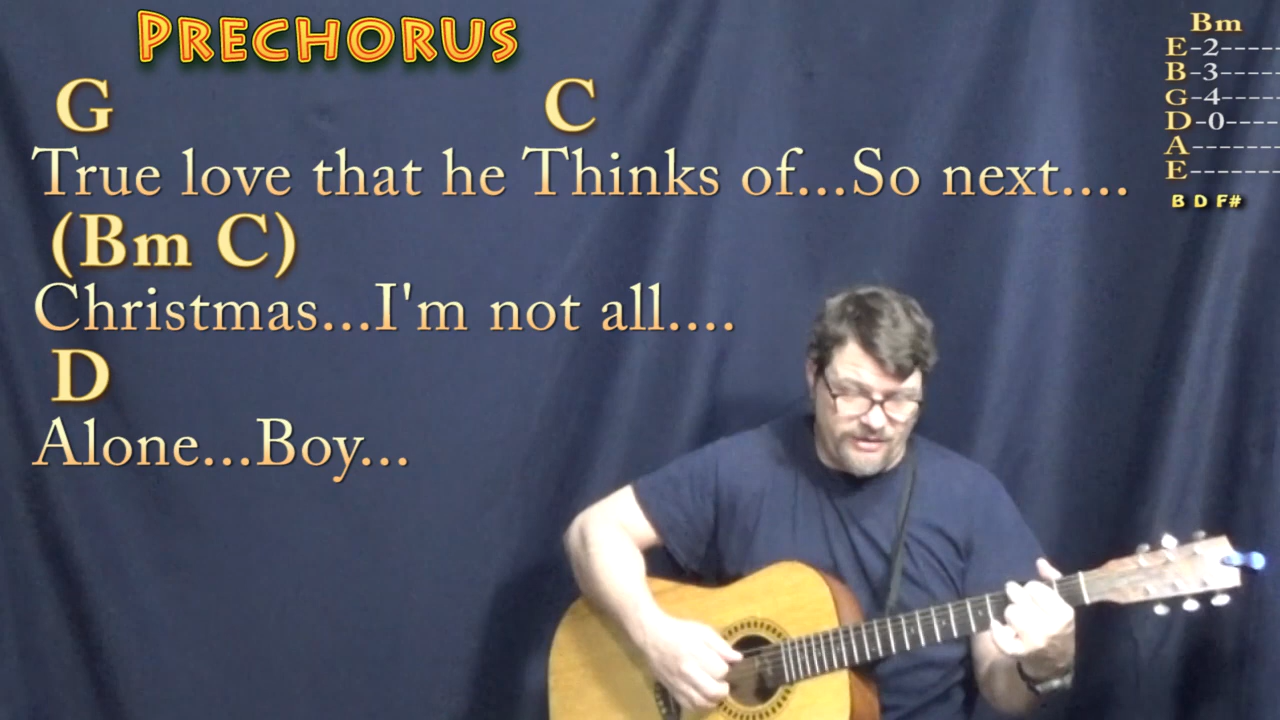 PRECHORUS
G C
True love that he Thinks of...So next....
(Bm C)
Christmas...I'm not all....
D
Alone...Boy...
Bm
E-2-----
B-3-----
G-4-----
D-0----
A-------
E-------
B D F#